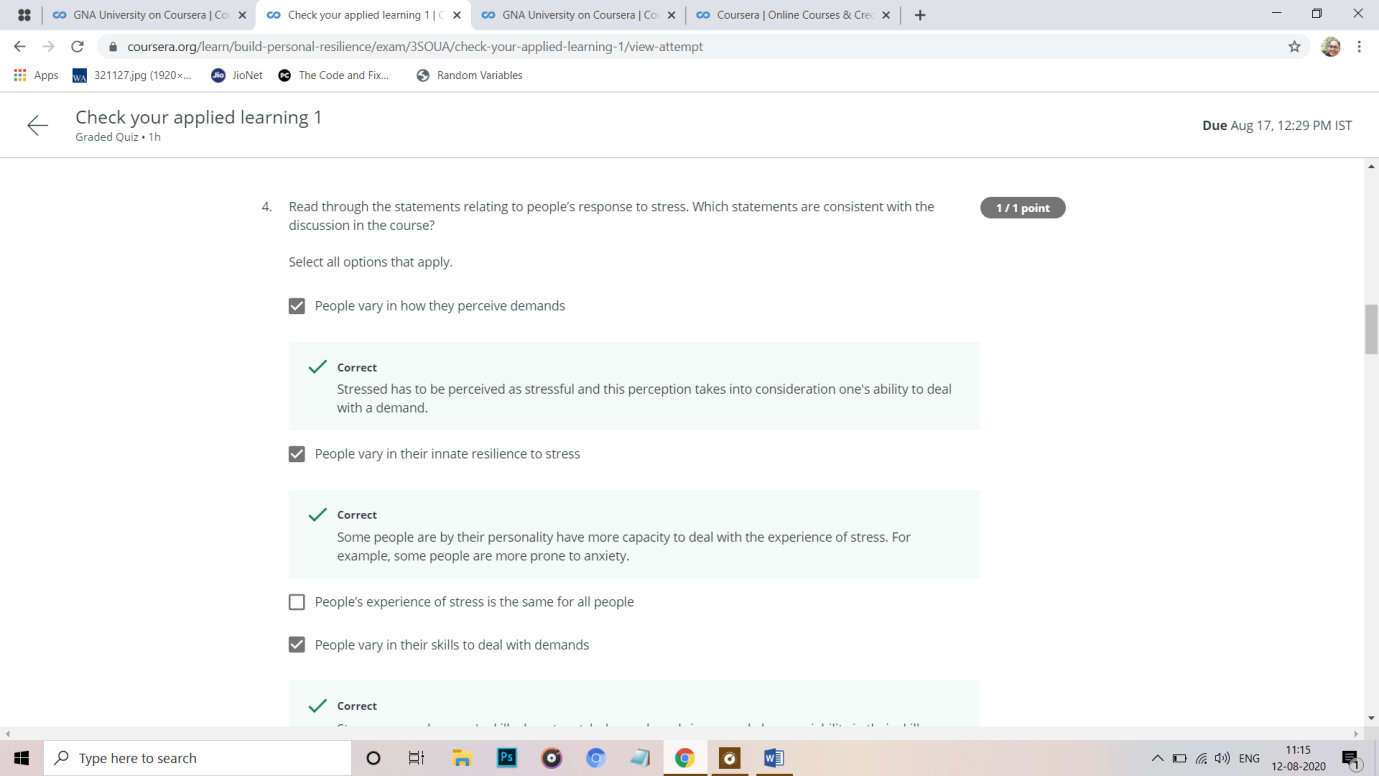 GNA University on Coursera | Co
Check your applied learning 1 | C
GNA University on Coursera | Co
Coursera | Online Courses & Cre
coursera.org/learn/build-personal-resilience/exam/3SOUA/check-your-applied-learning-1/view-attempt
Apps
WA
321127.jpg (1920×...
Jio
JioNet
PC
The Code and Fix...
Random Variables
Check your applied learning 1
Graded Quiz • 1h
Due Aug 17, 12:29 PM IST
4. Read through the statements relating to people's response to stress. Which statements are consistent with the
discussion in the course?
1 / 1 point
Select all options that apply.
People vary in how they perceive demands
Correct
Stressed has to be perceived as stressful and this perception takes into consideration one's ability to deal
with a demand.
People vary in their innate resilience to stress
Correct
Some people are by their personality have more capacity to deal with the experience of stress. For
example, some people are more prone to anxiety.
People's experience of stress is the same for all people
People vary in their skills to deal with demands
Correct
Type here to search
Ps
W
ENG
11:15
12-08-2020
1